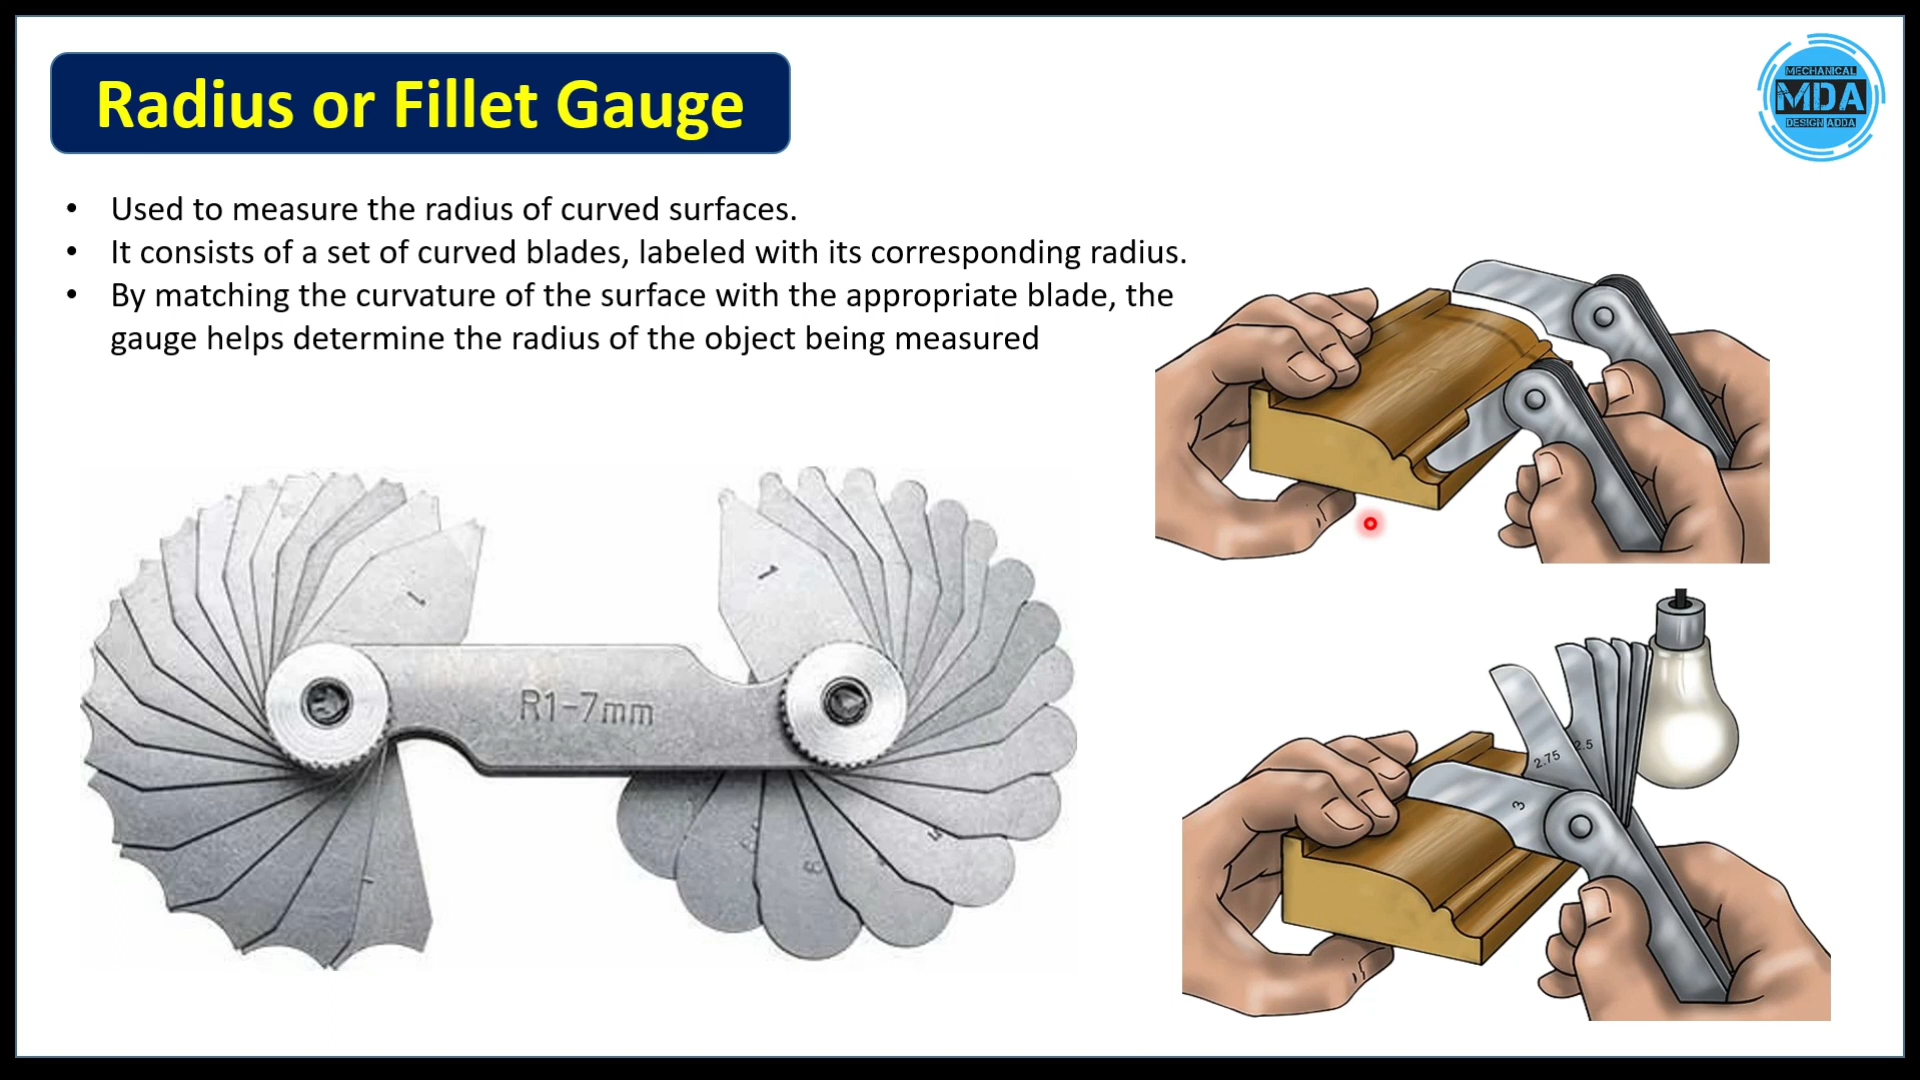 Radius or Fillet Gauge
MECHANICAL
MDA
DESIGN ADDA
• Used to measure the radius of curved surfaces.
• It consists of a set of curved blades, labeled with its corresponding radius.
• By matching the curvature of the surface with the appropriate blade, the
gauge helps determine the radius of the object being measured
1
1
R1-7mm
3
2.75
2.5
3